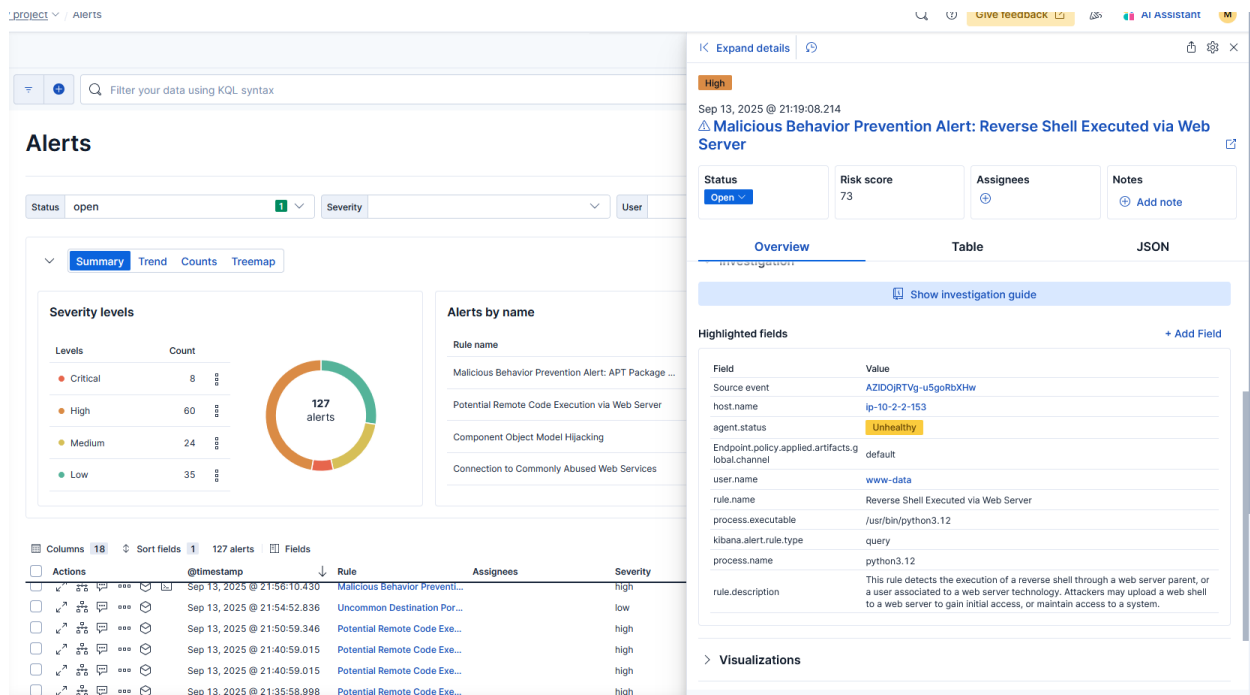 project
Alerts
Give feedback
AI Assistant
M
Filter your data using KQL syntax
Alerts
Status open 1
Severity
User
Summary Trend Counts Treemap
Severity levels
Levels Count
Critical 8
High 60
Medium 24
Low 35
127
alerts
Alerts by name
Rule name
Malicious Behavior Prevention Alert: APT Package ...
Potential Remote Code Execution via Web Server
Component Object Model Hijacking
Connection to Commonly Abused Web Services
Columns 18 Sort fields 1 127 alerts Fields
Actions @timestamp Rule Assignees Severity
Sep 13, 2025 @ 21:56:10.430 Malicious Behavior Preventi... high
Sep 13, 2025 @ 21:54:52.836 Uncommon Destination Por... low
Sep 13, 2025 @ 21:50:59.346 Potential Remote Code Exe... high
Sep 13, 2025 @ 21:40:59.015 Potential Remote Code Exe... high
Sep 13, 2025 @ 21:40:59.015 Potential Remote Code Exe... high
Sep 13, 2025 @ 21:35:58.998 Potential Remote Code Exe... high
Expand details
High
Sep 13, 2025 @ 21:19:08.214
Malicious Behavior Prevention Alert: Reverse Shell Executed via Web
Server
Status
Open
Risk score
73
Assignees
Notes
Add note
Overview Table JSON
Investigation
Show investigation guide
Highlighted fields + Add Field
Field Value
Source event AZlDOjRTVg-u5goRbXHw
host.name ip-10-2-2-153
agent.status Unhealthy
Endpoint.policy.applied.artifacts.g
lobal.channel default
user.name www-data
rule.name Reverse Shell Executed via Web Server
process.executable /usr/bin/python3.12
kibana.alert.rule.type query
process.name python3.12
rule.description This rule detects the execution of a reverse shell through a web server parent, or
a user associated to a web server technology. Attackers may upload a web shell
to a web server to gain initial access, or maintain access to a system.
Visualizations